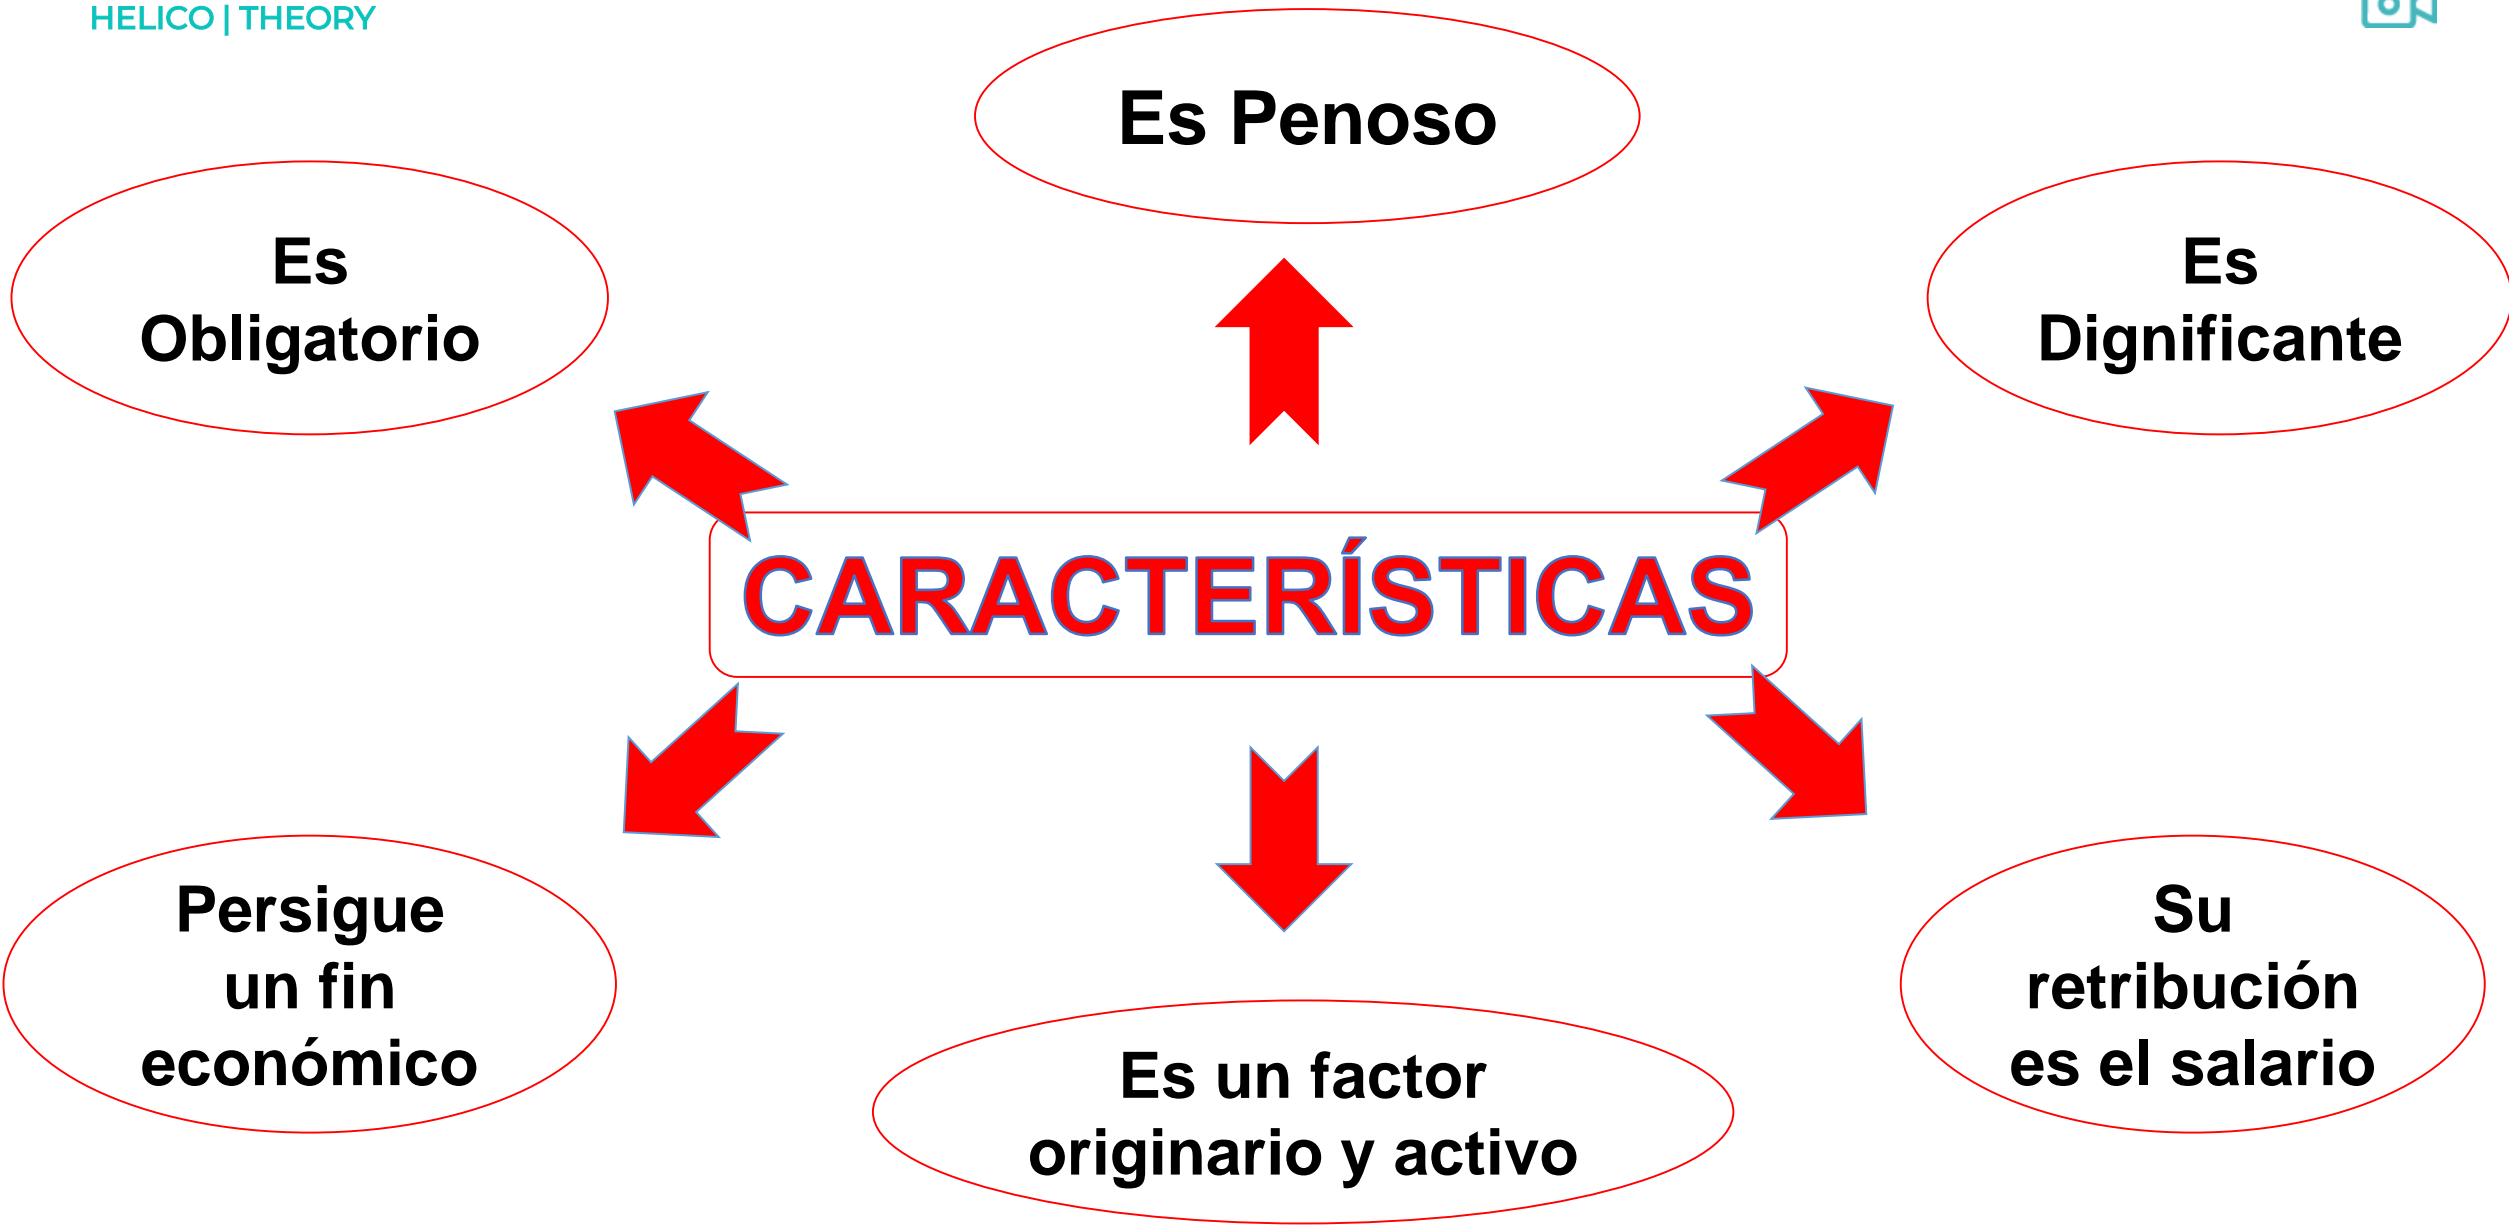 HELICO | THEORY
Es Penoso
Es
Obligatorio
Es
Dignificante
CARACTERÍSTICAS
Persigue
un fin
económico
Es un factor
originario y activo
Su
retribución
es el salario